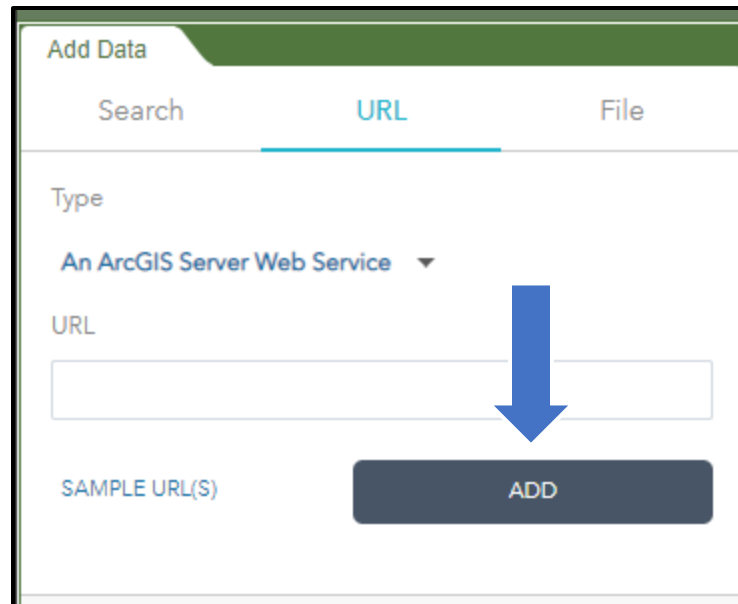 Add Data
Search URL File
Type
An ArcGIS Server Web Service
URL
SAMPLE URL(S) ADD